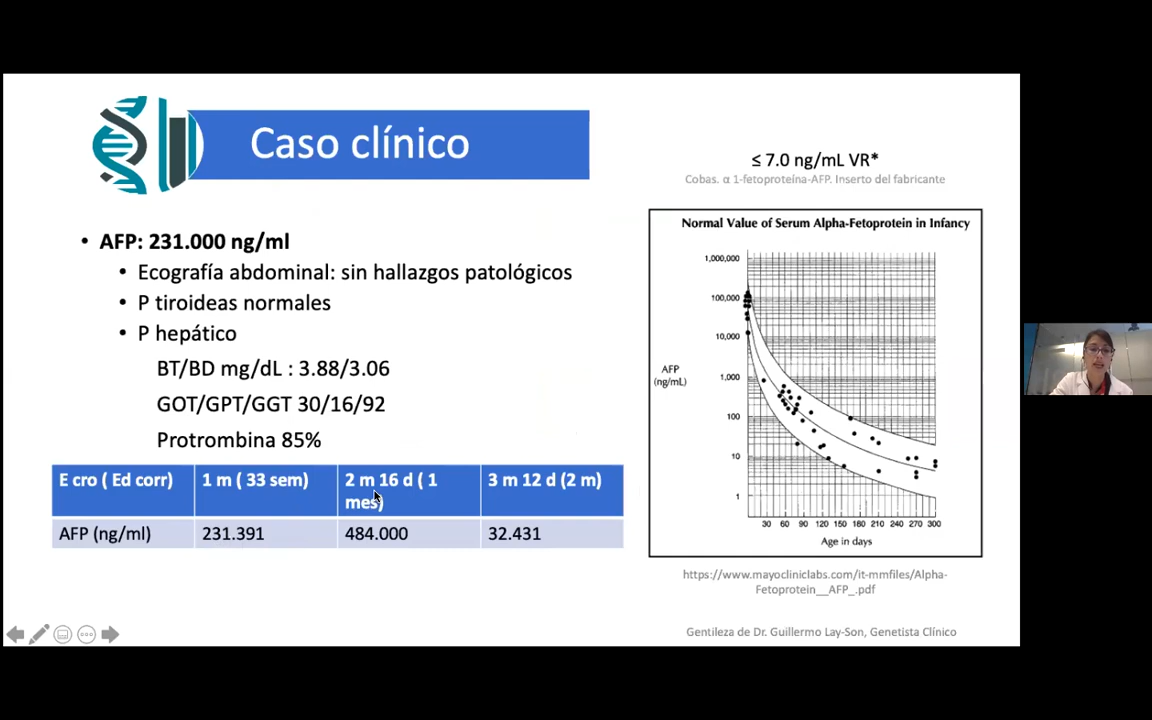 Caso clínico
• AFP: 231.000 ng/ml
• Ecografía abdominal: sin hallazgos patológicos
• P tiroideas normales
• P hepático
BT/BD mg/dL : 3.88/3.06
GOT/GPT/GGT 30/16/92
Protrombina 85%
E cro ( Ed corr) 1 m ( 33 sem) 2 m 16 d ( 1 mes) 3 m 12 d (2 m)
AFP (ng/ml) 231.391 484.000 32.431
≤ 7.0 ng/mL VR*
Cobas. α 1-fetoproteína-AFP. Inserto del fabricante
Normal Value of Serum Alpha-Fetoprotein in Infancy
1,000,000
100,000
10,000
1,000
100
10
1
AFP
(ng/mL)
30 60 90 120 150 180 210 240 270 300
Age in days
https://www.mayocliniclabs.com/it-mmfiles/Alpha-
Fetoprotein__AFP_.pdf
Gentileza de Dr. Guillermo Lay-Son, Genetista Clínico